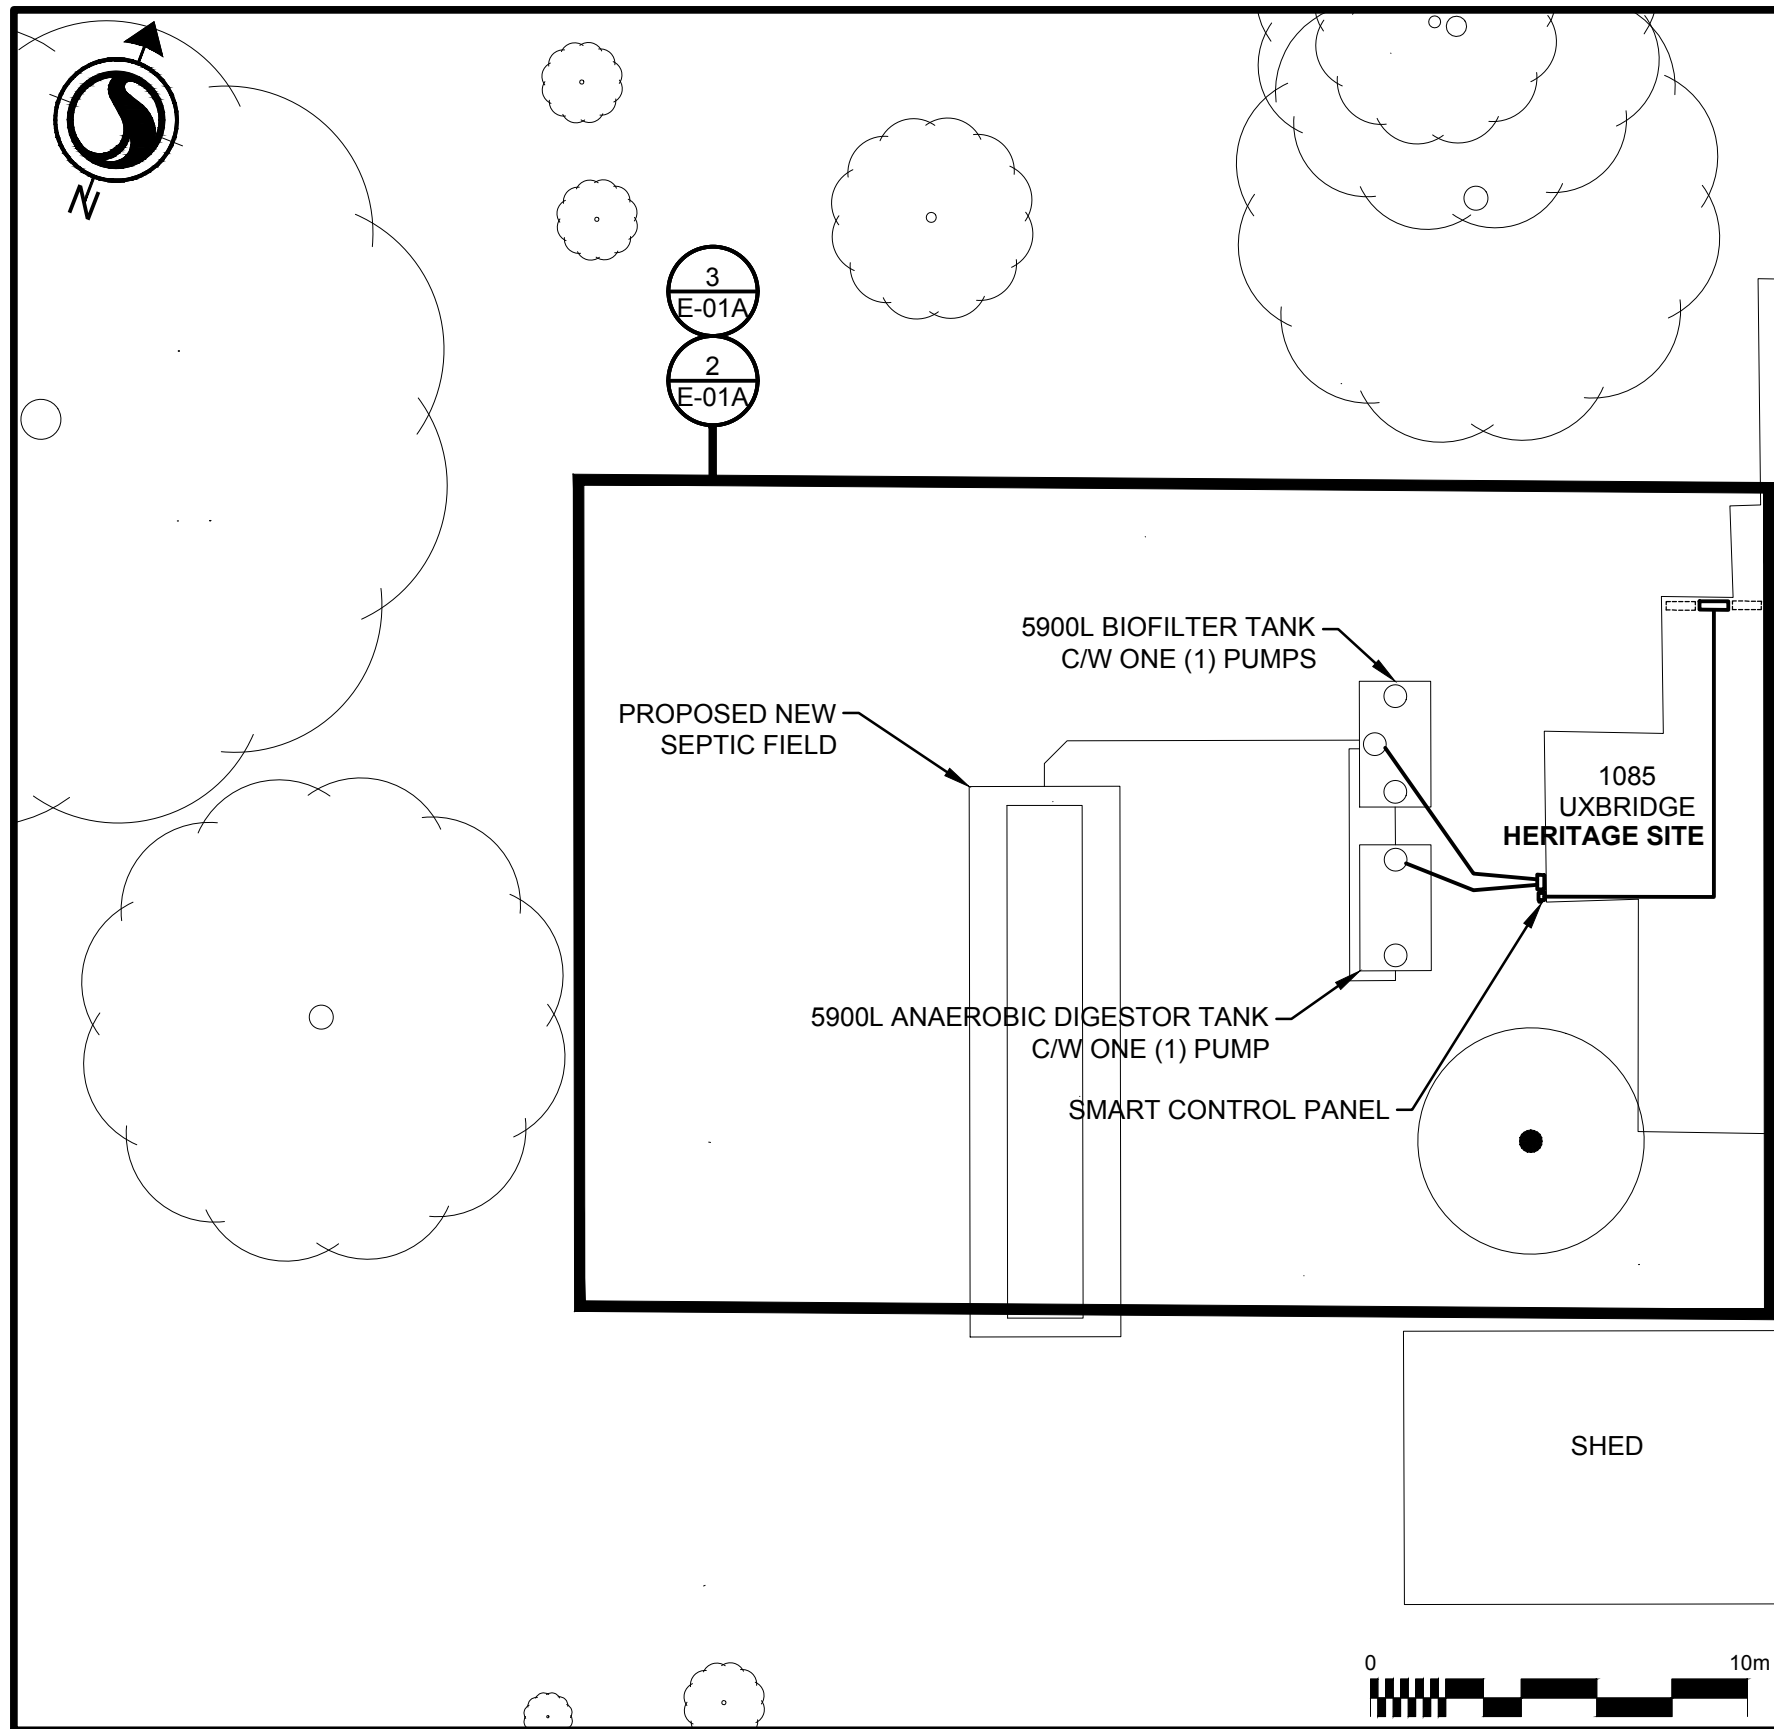 N
3
E-01A
2
E-01A
5900L BIOFILTER TANK
C/W ONE (1) PUMPS
PROPOSED NEW
SEPTIC FIELD
1085
UXBRIDGE
HERITAGE SITE
5900L ANAEROBIC DIGESTOR TANK
C/W ONE (1) PUMP
SMART CONTROL PANEL
SHED
0 10m